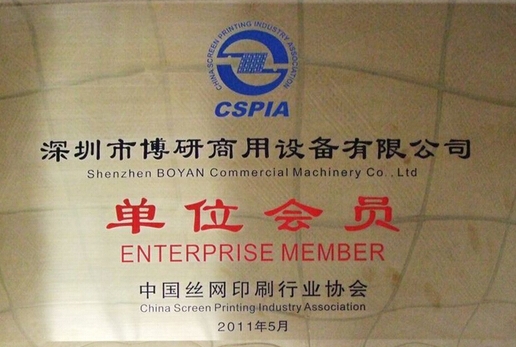 CHINA SCREEN PRINTING INDUSTRY ASSOCIATION
CSPIA
深圳市博研商用设备有限公司
Shenzhen BOYAN Commercial Machinery Co.,Ltd
单位会员
ENTERPRISE MEMBER
中国丝网印刷行业协会
China Screen Printing Industry Association
2011年5月